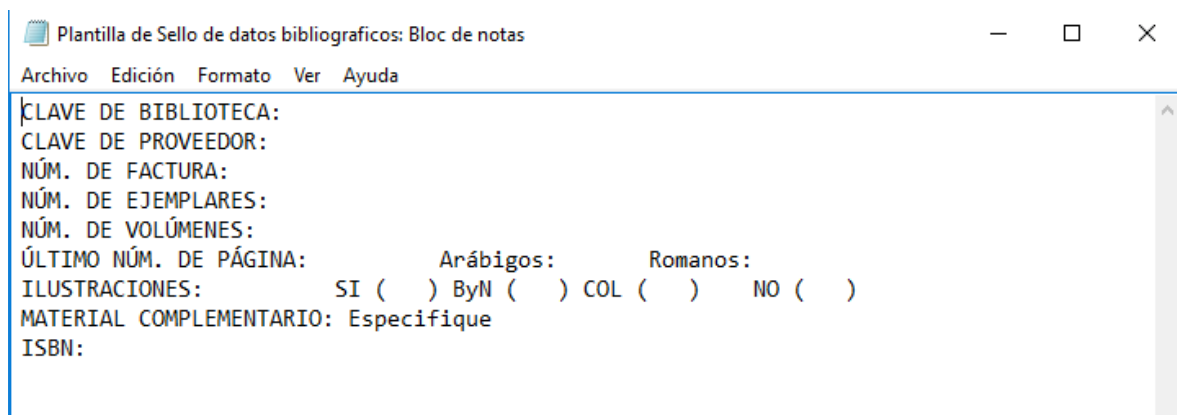 Plantilla de Sello de datos bibliograficos: Bloc de notas
Archivo Edición Formato Ver Ayuda
CLAVE DE BIBLIOTECA:
CLAVE DE PROVEEDOR:
NÚM. DE FACTURA:
NÚM. DE EJEMPLARES:
NÚM. DE VOLÚMENES:
ÚLTIMO NÚM. DE PÁGINA: Arábigos: Romanos:
ILUSTRACIONES: SI ( ) ByN ( ) COL ( ) NO ( )
MATERIAL COMPLEMENTARIO: Especifique
ISBN: